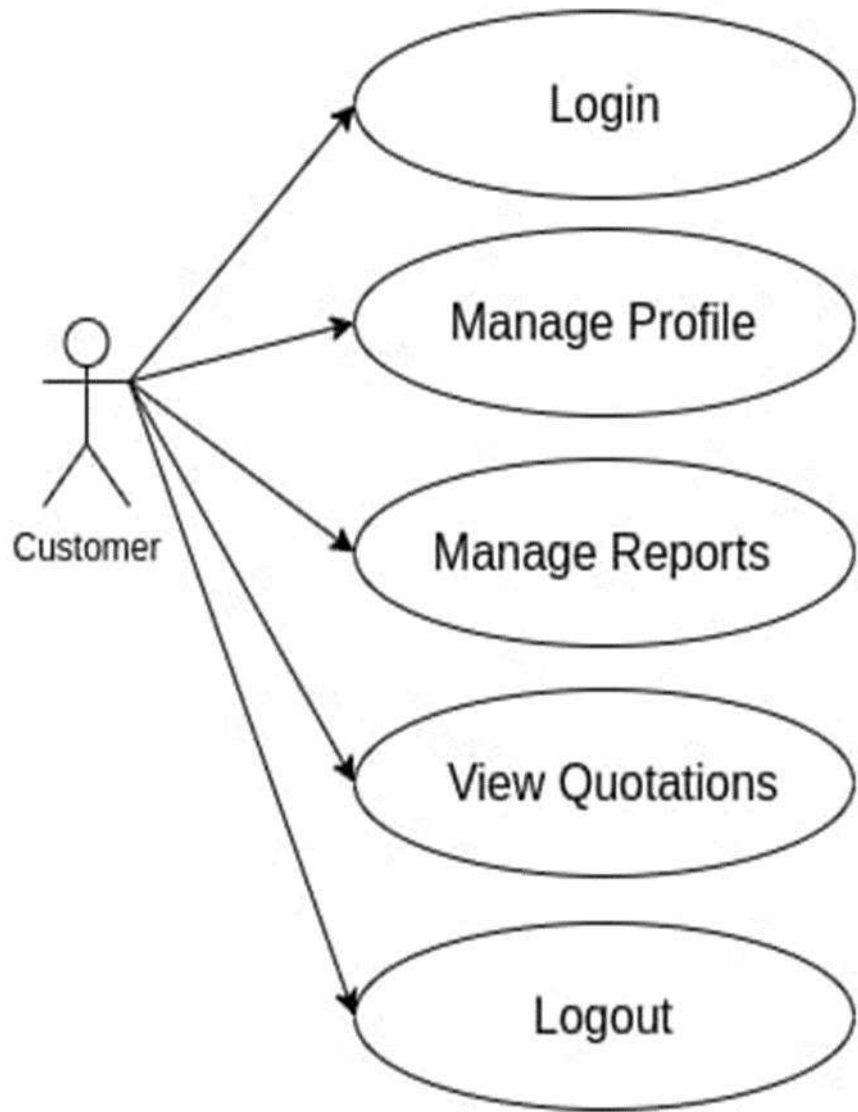 Login
Manage Profile
Customer
Manage Reports
View Quotations
Logout